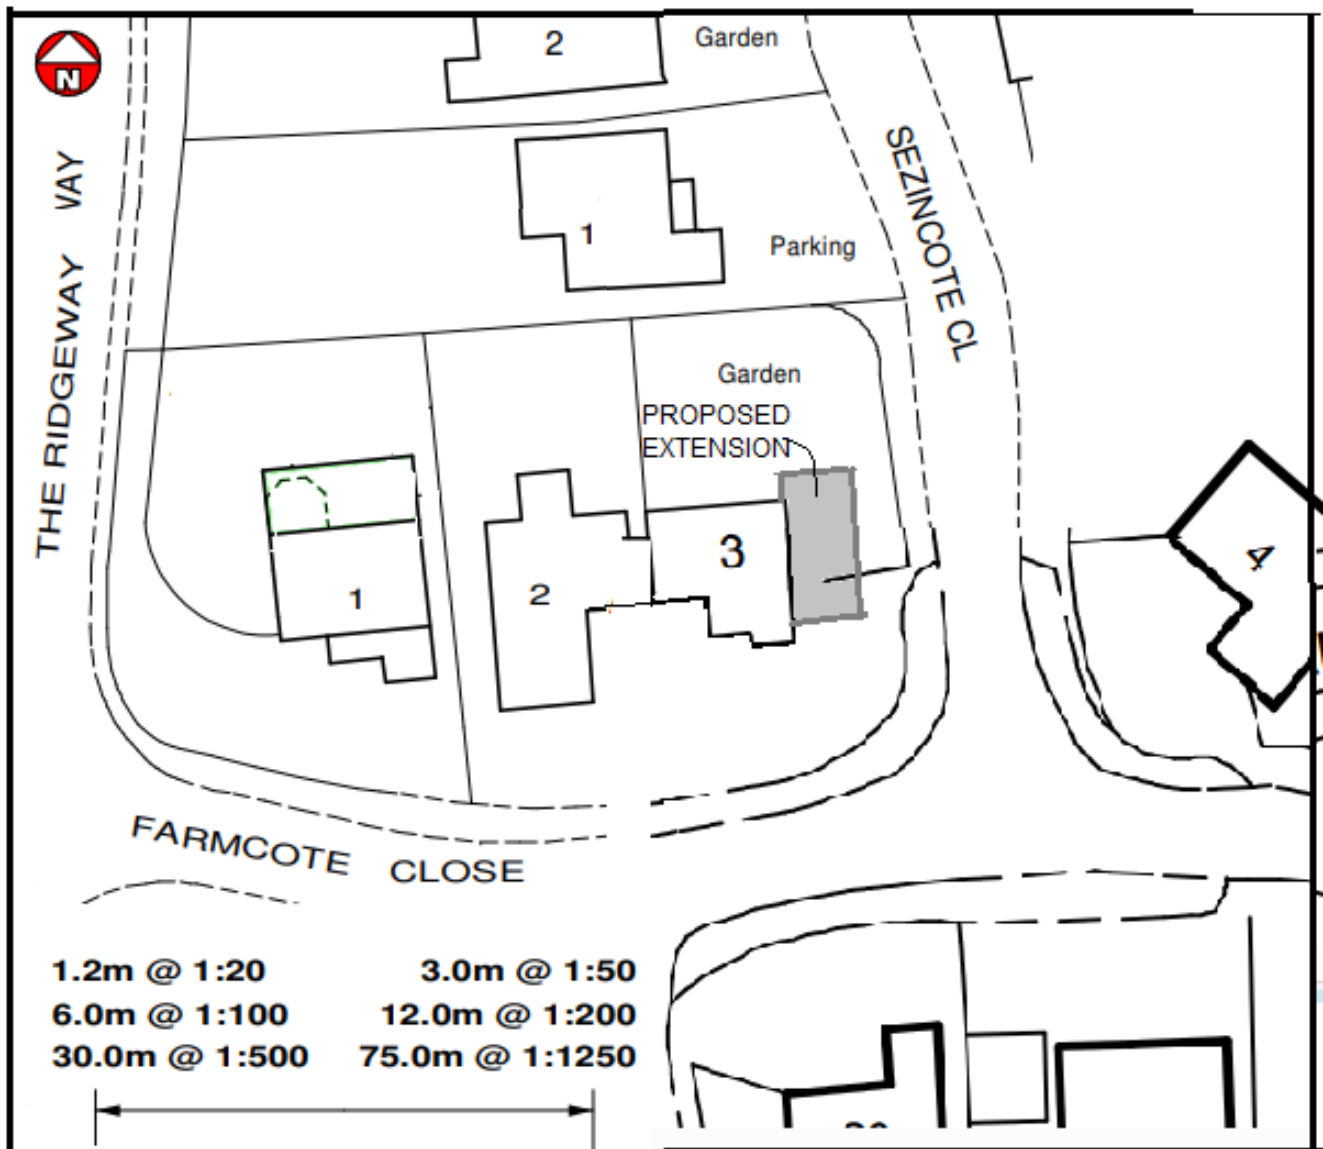 N
2
Garden
THE RIDGEWAY VAY
SEZINCOTE CL
1
Parking
Garden
PROPOSED
EXTENSION
3
4
1
2
FARMCOTE CLOSE
1.2m @ 1:20 3.0m @ 1:50
6.0m @ 1:100 12.0m @ 1:200
30.0m @ 1:500 75.0m @ 1:1250